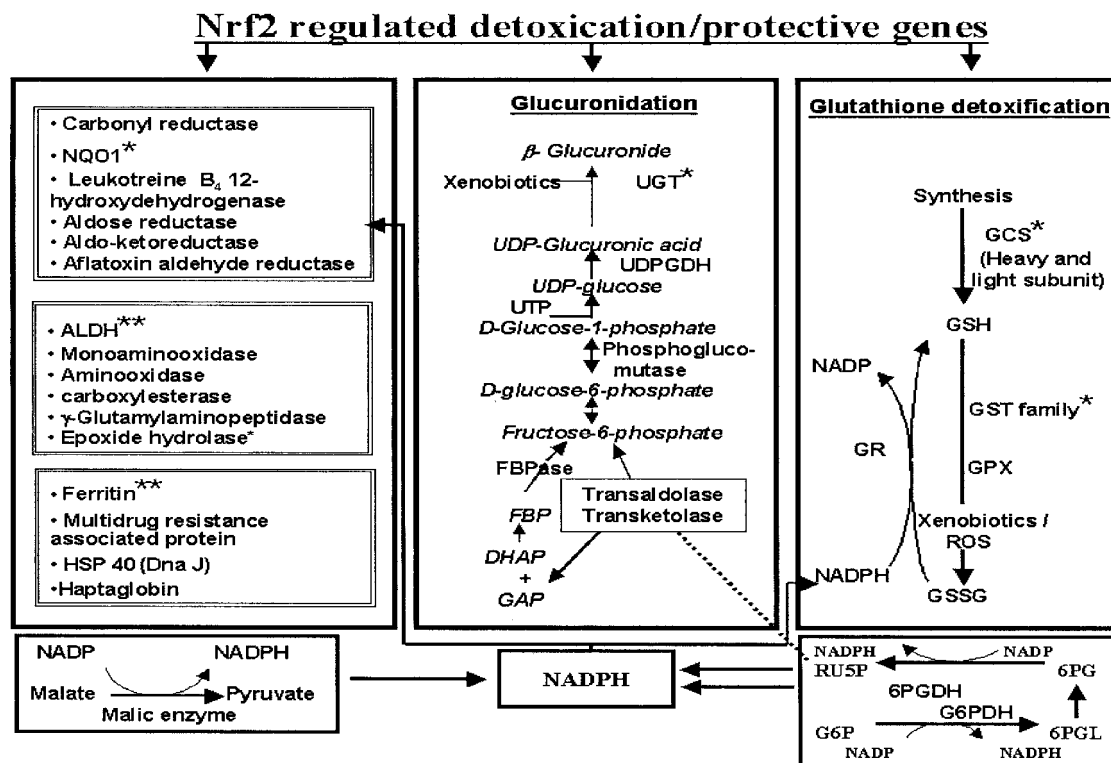 Nrf2 regulated detoxication/protective genes
• Carbonyl reductase
• NQO1*
• Leukotreine B4 12-
hydroxydehydrogenase
• Aldose reductase
• Aldo-ketoreductase
• Aflatoxin aldehyde reductase
• ALDH**
• Monoaminooxidase
• Aminooxidase
• carboxylesterase
• γ-Glutamylaminopeptidase
• Epoxide hydrolase*
• Ferritin**
• Multidrug resistance
associated protein
• HSP 40 (Dna J)
•Haptaglobin
Glucuronidation
β- Glucuronide
Xenobiotics UGT*
UDP-Glucuronic acid
UDPGDH
UDP-glucose
UTP
D-Glucose-1-phosphate
Phosphogluco-
mutase
D-glucose-6-phosphate
Fructose-6-phosphate
FBPase
Transaldolase
Transketolase
FBP
DHAP
+
GAP
Glutathione detoxification
Synthesis
GCS*
(Heavy and
light subunit)
GSH
NADP
GST family*
GR
GPX
Xenobiotics /
ROS
NADPH
GSSG
NADP NADPH
Malate Pyruvate
Malic enzyme
NADPH
NADPH NADP
RU5P 6PG
6PGDH
G6PDH
G6P 6PGL
NADP NADPH